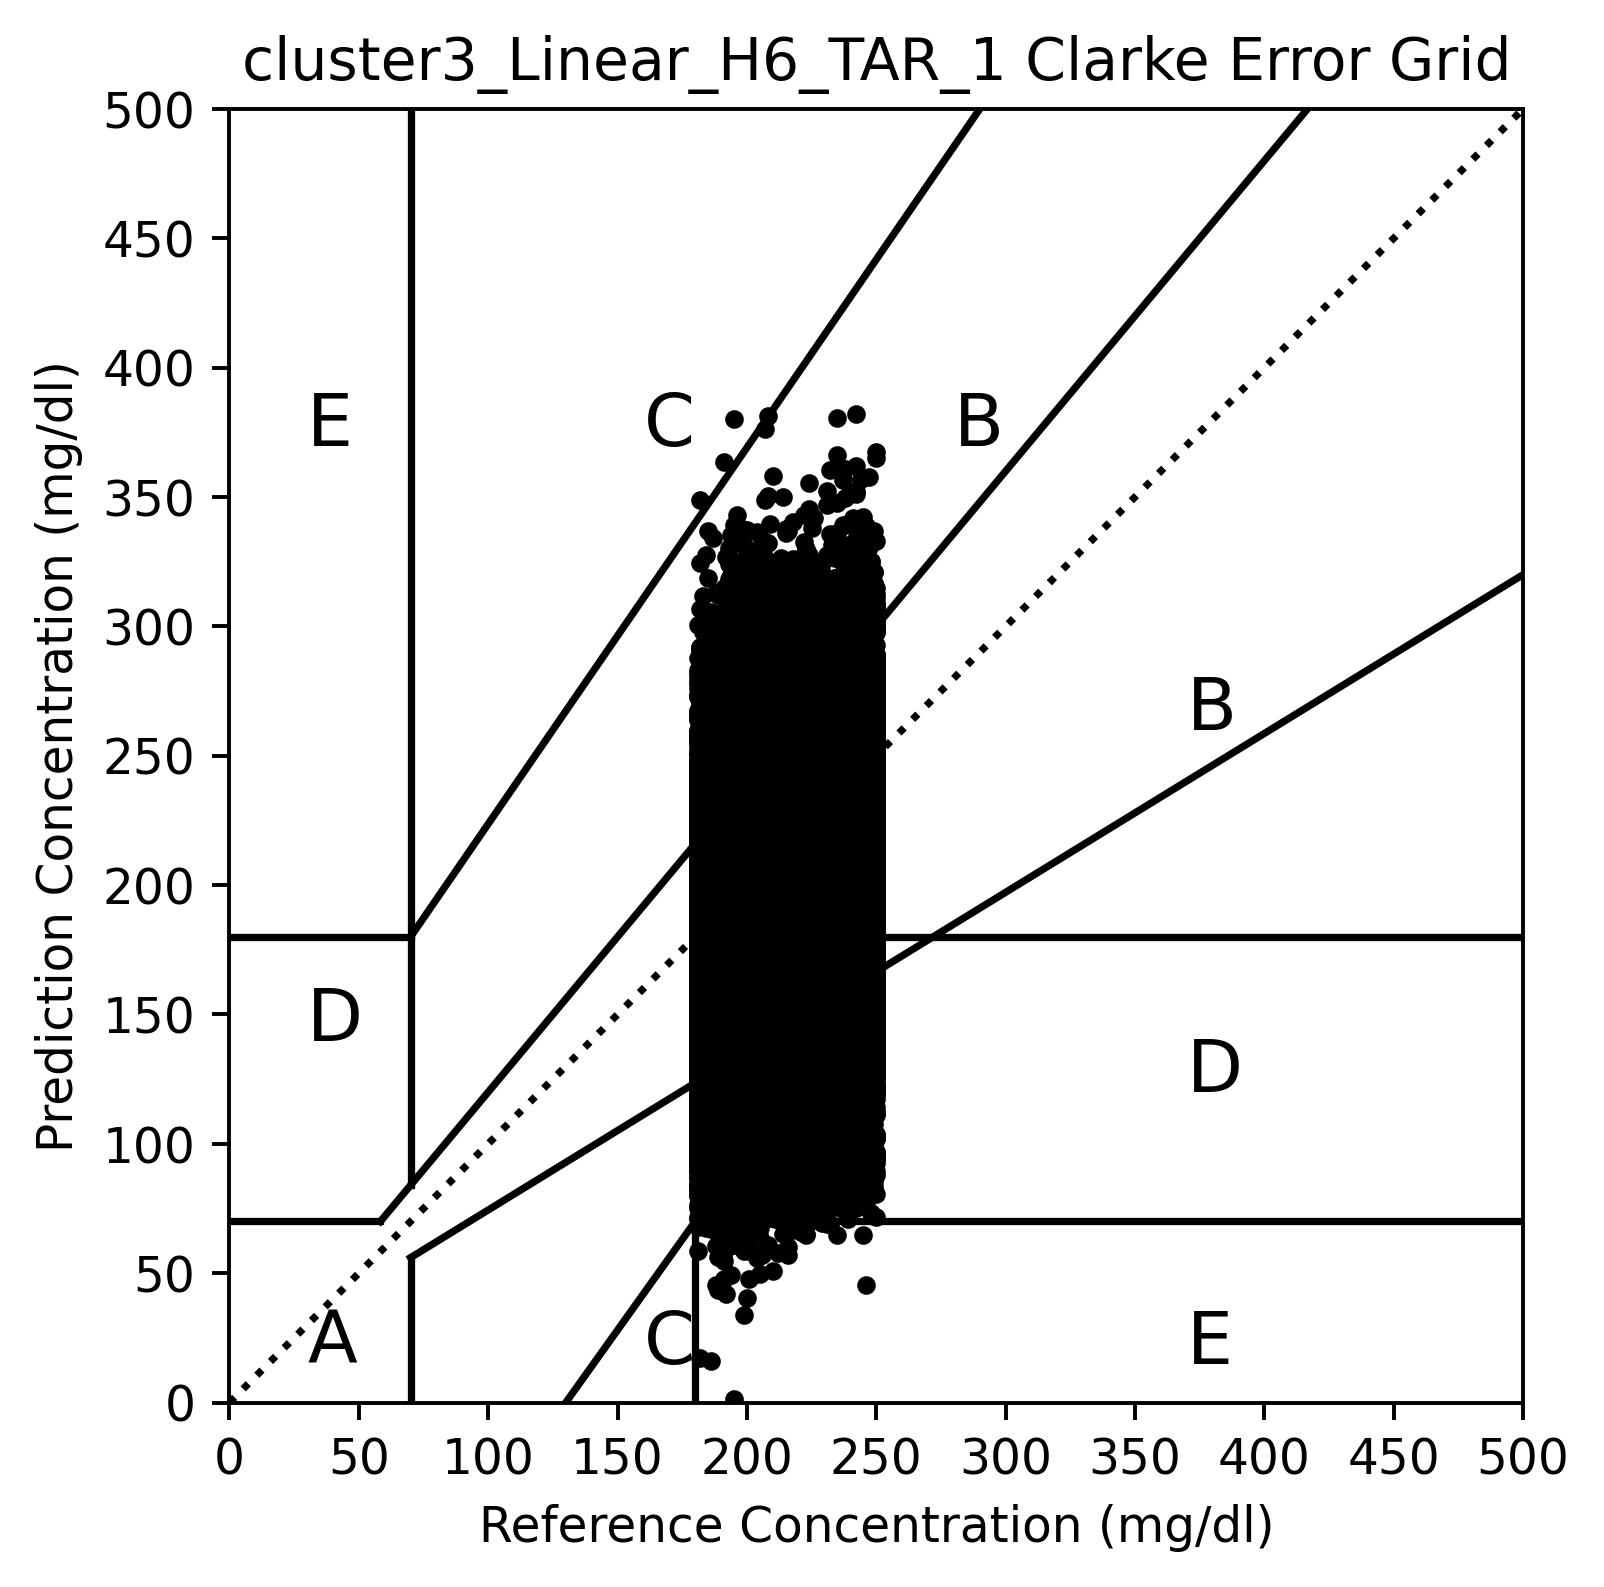 cluster3_Linear_H6_TAR_1 Clarke Error Grid
Prediction Concentration (mg/dl)
500
450
400
350
300
250
200
150
100
50
0
E
C
B
B
D
D
A
C
E
0 50 100 150 200 250 300 350 400 450 500
Reference Concentration (mg/dl)